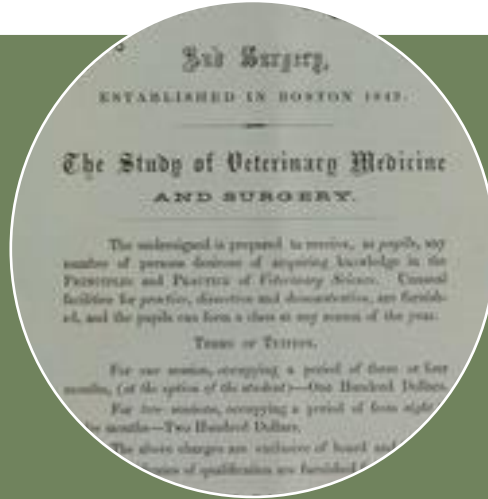 And Surgery,
ESTABLISHED IN BOSTON 1847.
The Study of Veterinary Medicine
AND SURGERY.
The undersigned is prepared to receive, as pupils, any
number of persons desirous of acquiring knowledge in the
PRINCIPLES and PRACTICE of Veterinary Science. Unusual
facilities for practice, dissection and demonstration, are furnish-
ed, and the pupils can form a class at any season of the year.
TERMS OF TUITION.
For one session, occupying a period of three or four
months, (at the option of the student)—One Hundred Dollars.
For two sessions, occupying a period of from eight
months—Two Hundred Dollars.
The above charges are exclusive of board and
of qualification are furnished